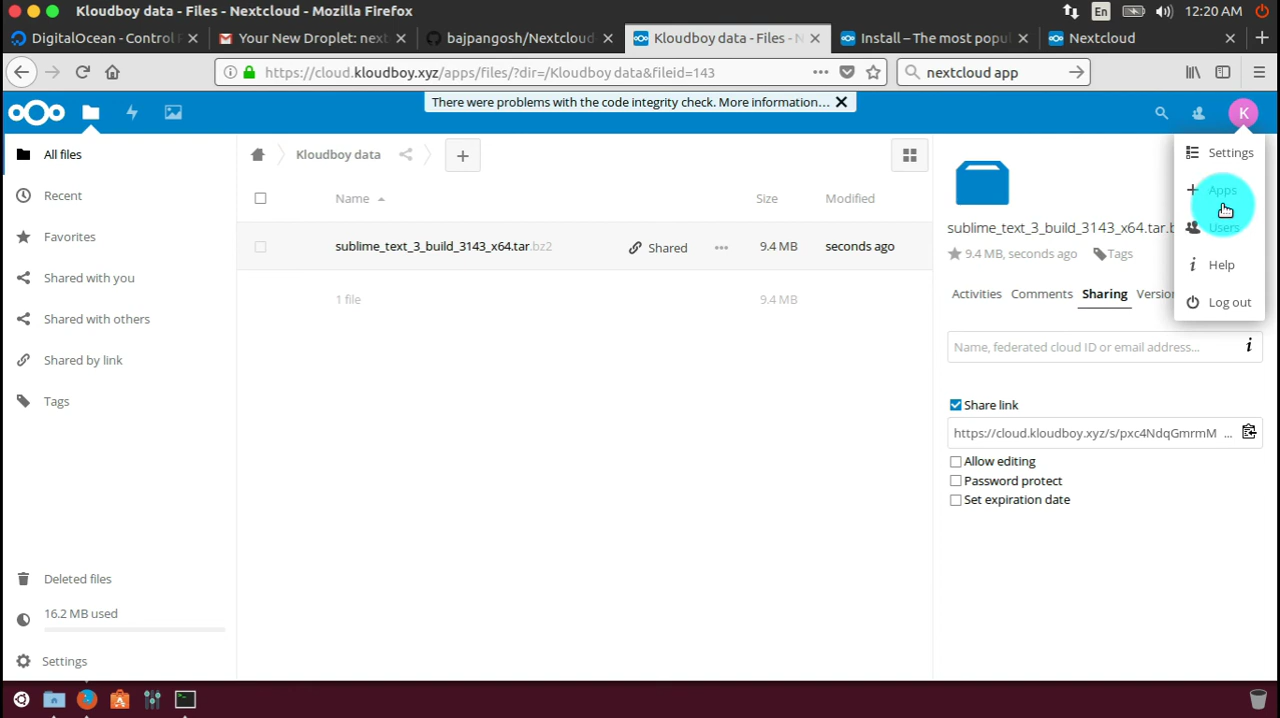 Kloudboy data - Files - Nextcloud - Mozilla Firefox
En
12:20 AM
DigitalOcean - Control
Your New Droplet: next
bajpangosh/Nextcloud
Kloudboy data - Files - N
Install – The most popul
Nextcloud
https://cloud.kloudboy.xyz/apps/files/?dir=/Kloudboy data&fileid=143
nextcloud app
There were problems with the code integrity check. More information…
K
All files
Recent
Favorites
Shared with you
Shared with others
Shared by link
Tags
Deleted files
16.2 MB used
Settings
Kloudboy data
Name
Size
Modified
sublime_text_3_build_3143_x64.tar.bz2
Shared
9.4 MB
seconds ago
1 file
9.4 MB
Settings
Apps
Users
Help
Log out
sublime_text_3_build_3143_x64.tar.b
9.4 MB, seconds ago
Tags
Activities
Comments
Sharing
Version
Name, federated cloud ID or email address...
Share link
https://cloud.kloudboy.xyz/s/pxc4NdqGmrmM ...
Allow editing
Password protect
Set expiration date